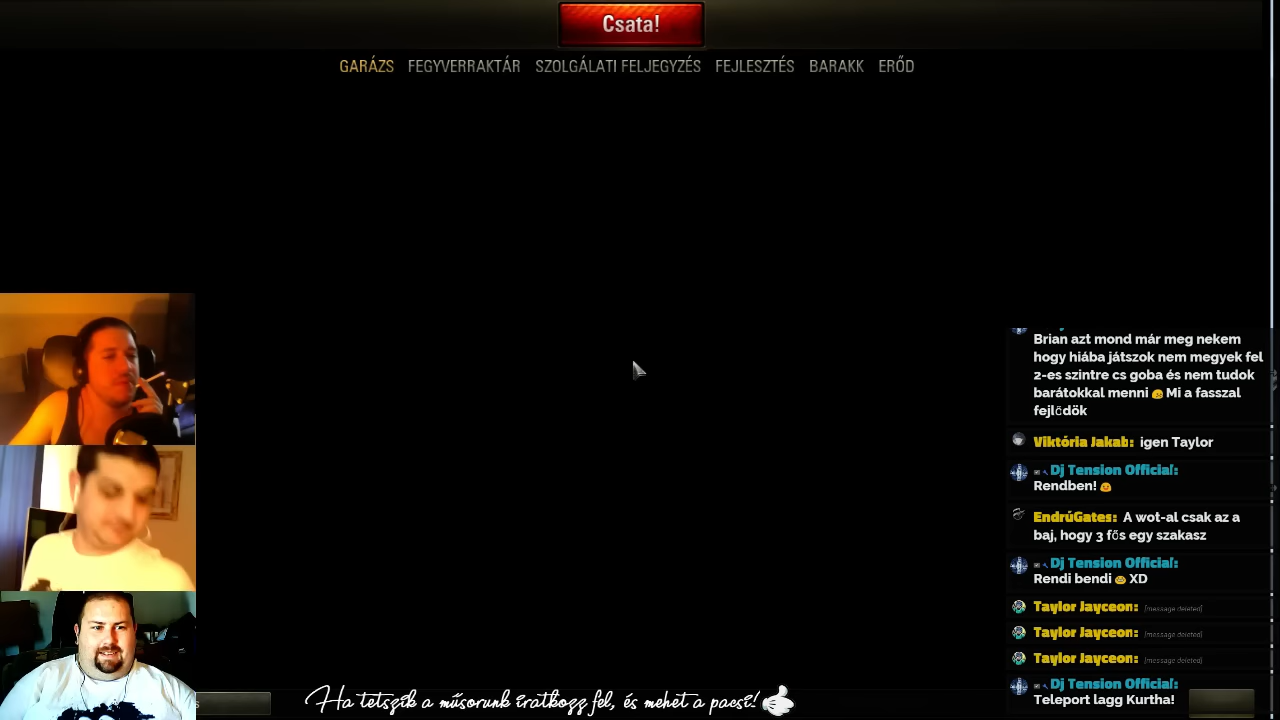 Csata!
GARÁZS FEGYVERRAKTÁR SZOLGÁLATI FELJEGYZÉS FEJLESZTÉS BARAKK ERŐD
Brian azt mond már meg nekem
hogy hiába játszok nem megyek fel
2-es szintre cs goba és nem tudok
barátokkal menni Mi a fasszal
fejlődök
Viktória Jakab: igen Taylor
Dj Tension Official:
Rendben!
EndrúGates: A wot-al csak az a
baj, hogy 3 fős egy szakasz
Dj Tension Official:
Rendi bendi XD
Taylor Jayceon: [message deleted]
Taylor Jayceon: [message deleted]
Taylor Jayceon: [message deleted]
Dj Tension Official:
Teleport lagg Kurtha!
Ha tetszik a műsorunk íratkozz fel, és mehet a pacsi!